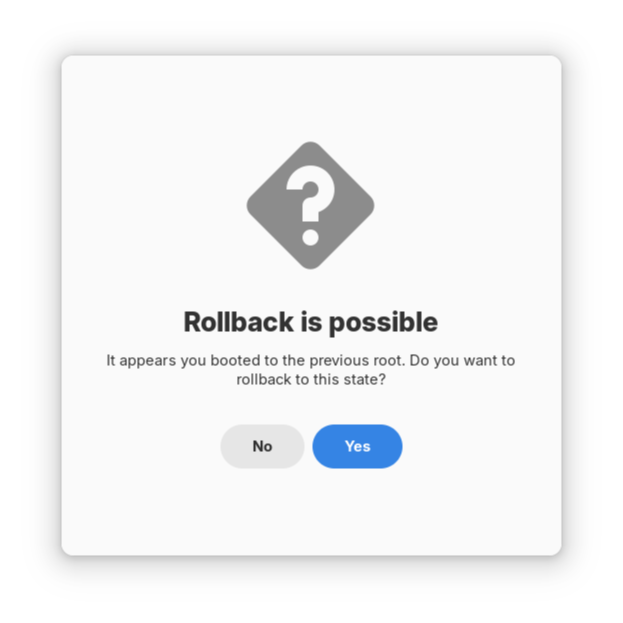 Rollback is possible
It appears you booted to the previous root. Do you want to
rollback to this state?
No
Yes